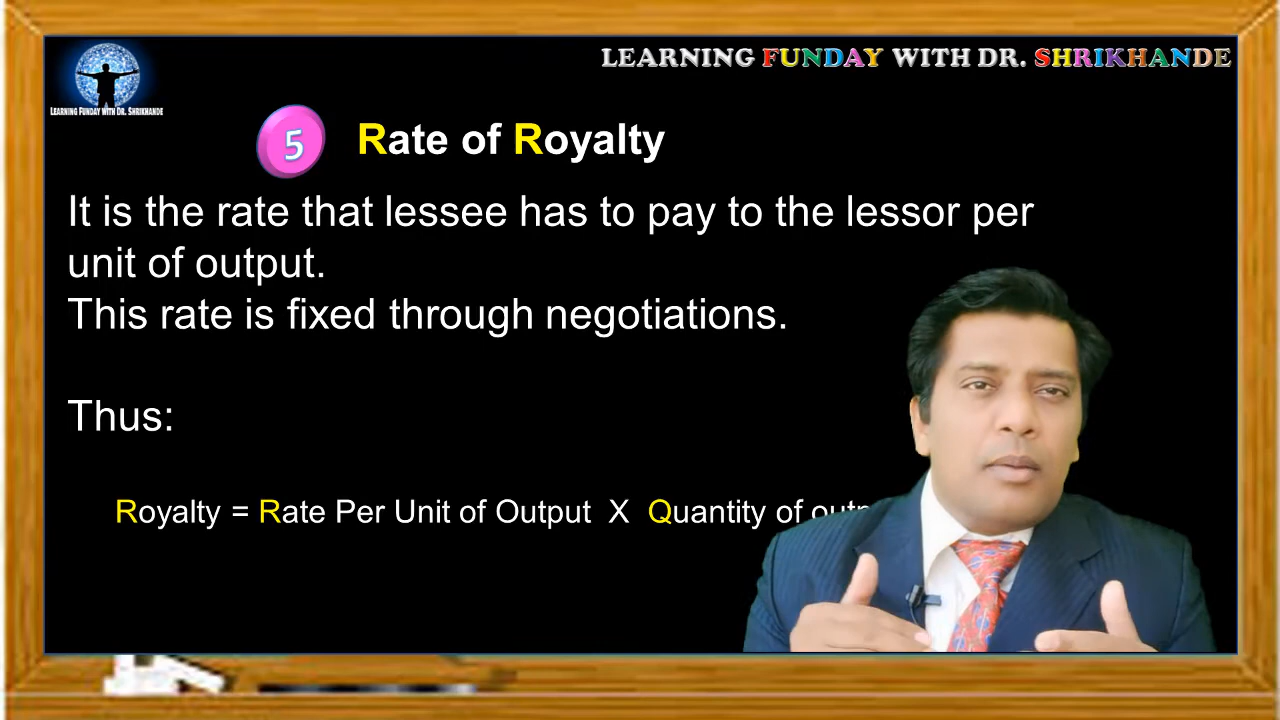 LEARNING FUNDAY WITH DR. SHRIKHANDE
LEARNING FUNDAY WITH DR. SHRIKHANDE
5 Rate of Royalty
It is the rate that lessee has to pay to the lessor per
unit of output.
This rate is fixed through negotiations.
Thus:
Royalty = Rate Per Unit of Output X Quantity of